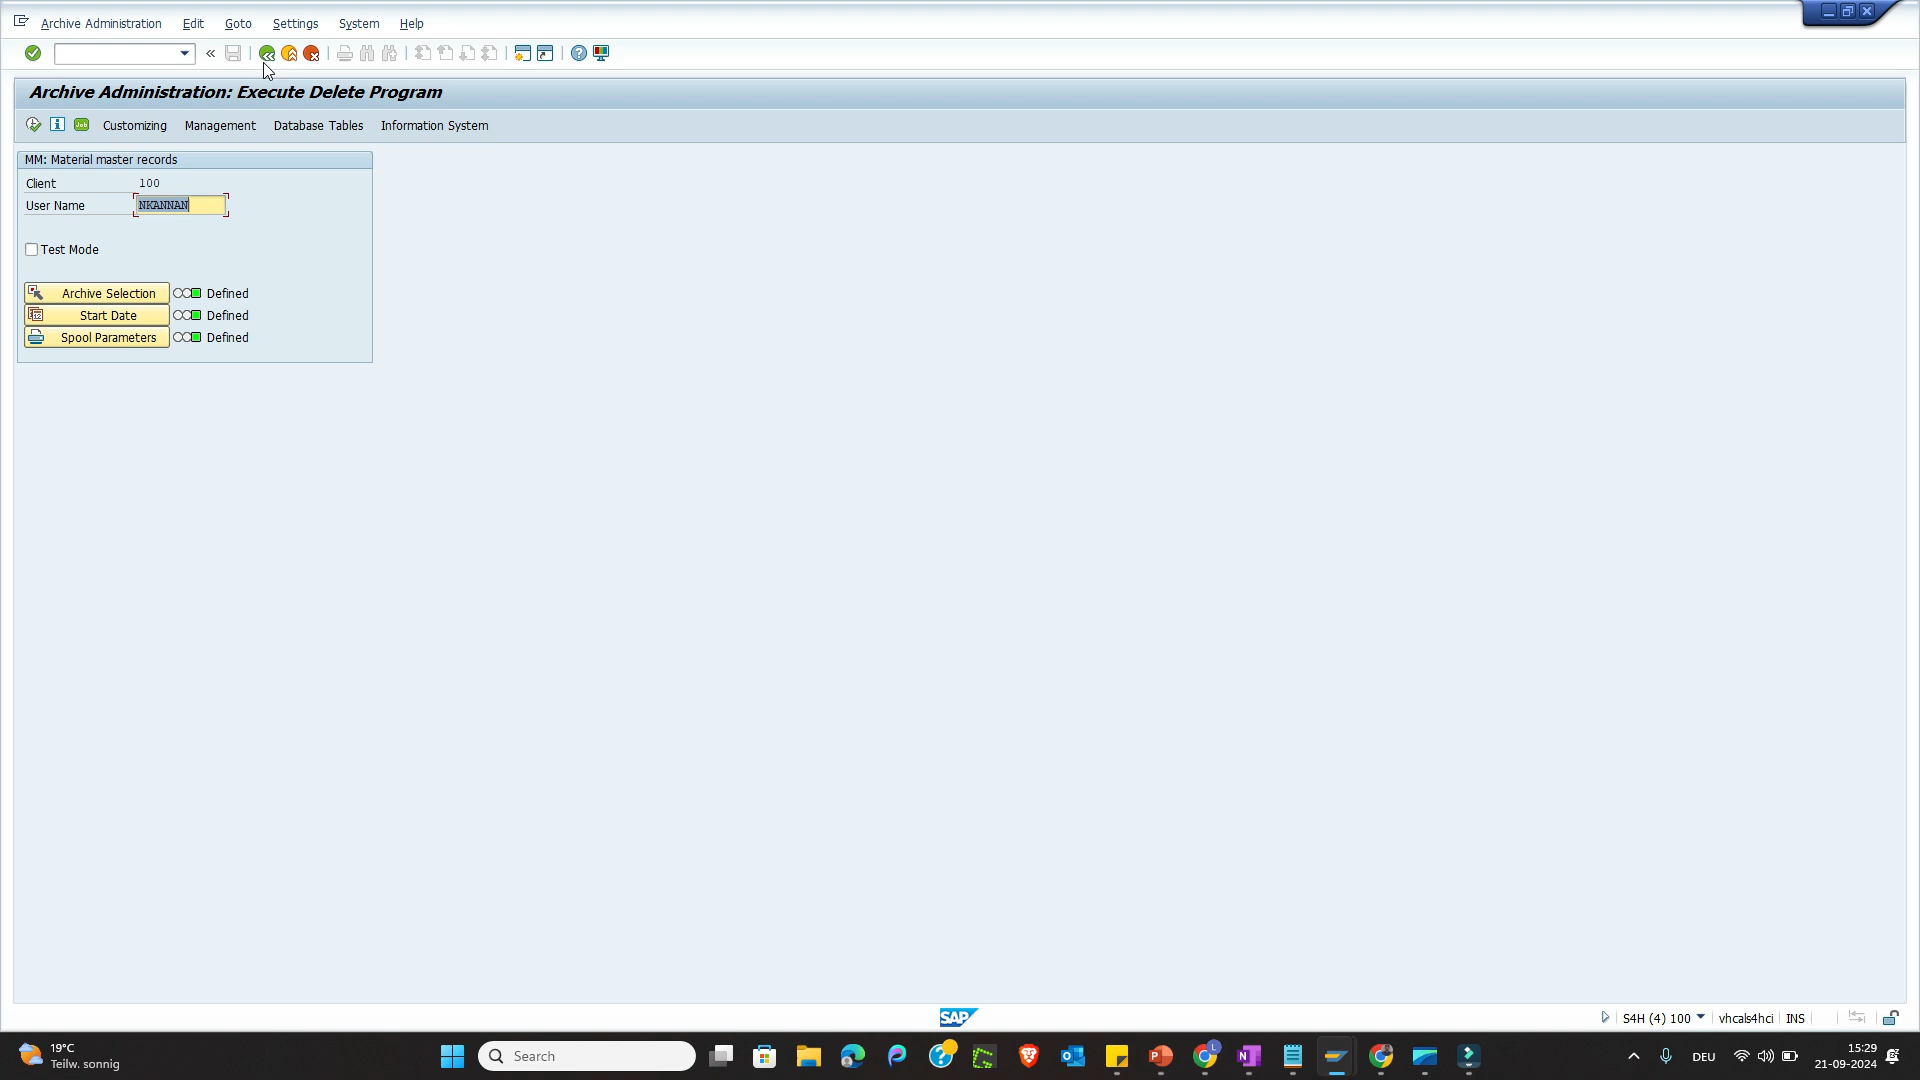 Archive Administration Edit Goto Settings System Help
Archive Administration: Execute Delete Program
Job Customizing Management Database Tables Information System
MM: Material master records
Client 100
User Name NKANNAN
Test Mode
Archive Selection Defined
Start Date Defined
Spool Parameters Defined
SAP
S4H (4) 100 vhcals4hci INS
19°C
Teilw. sonnig
Search
L
DEU
15:29
21-09-2024